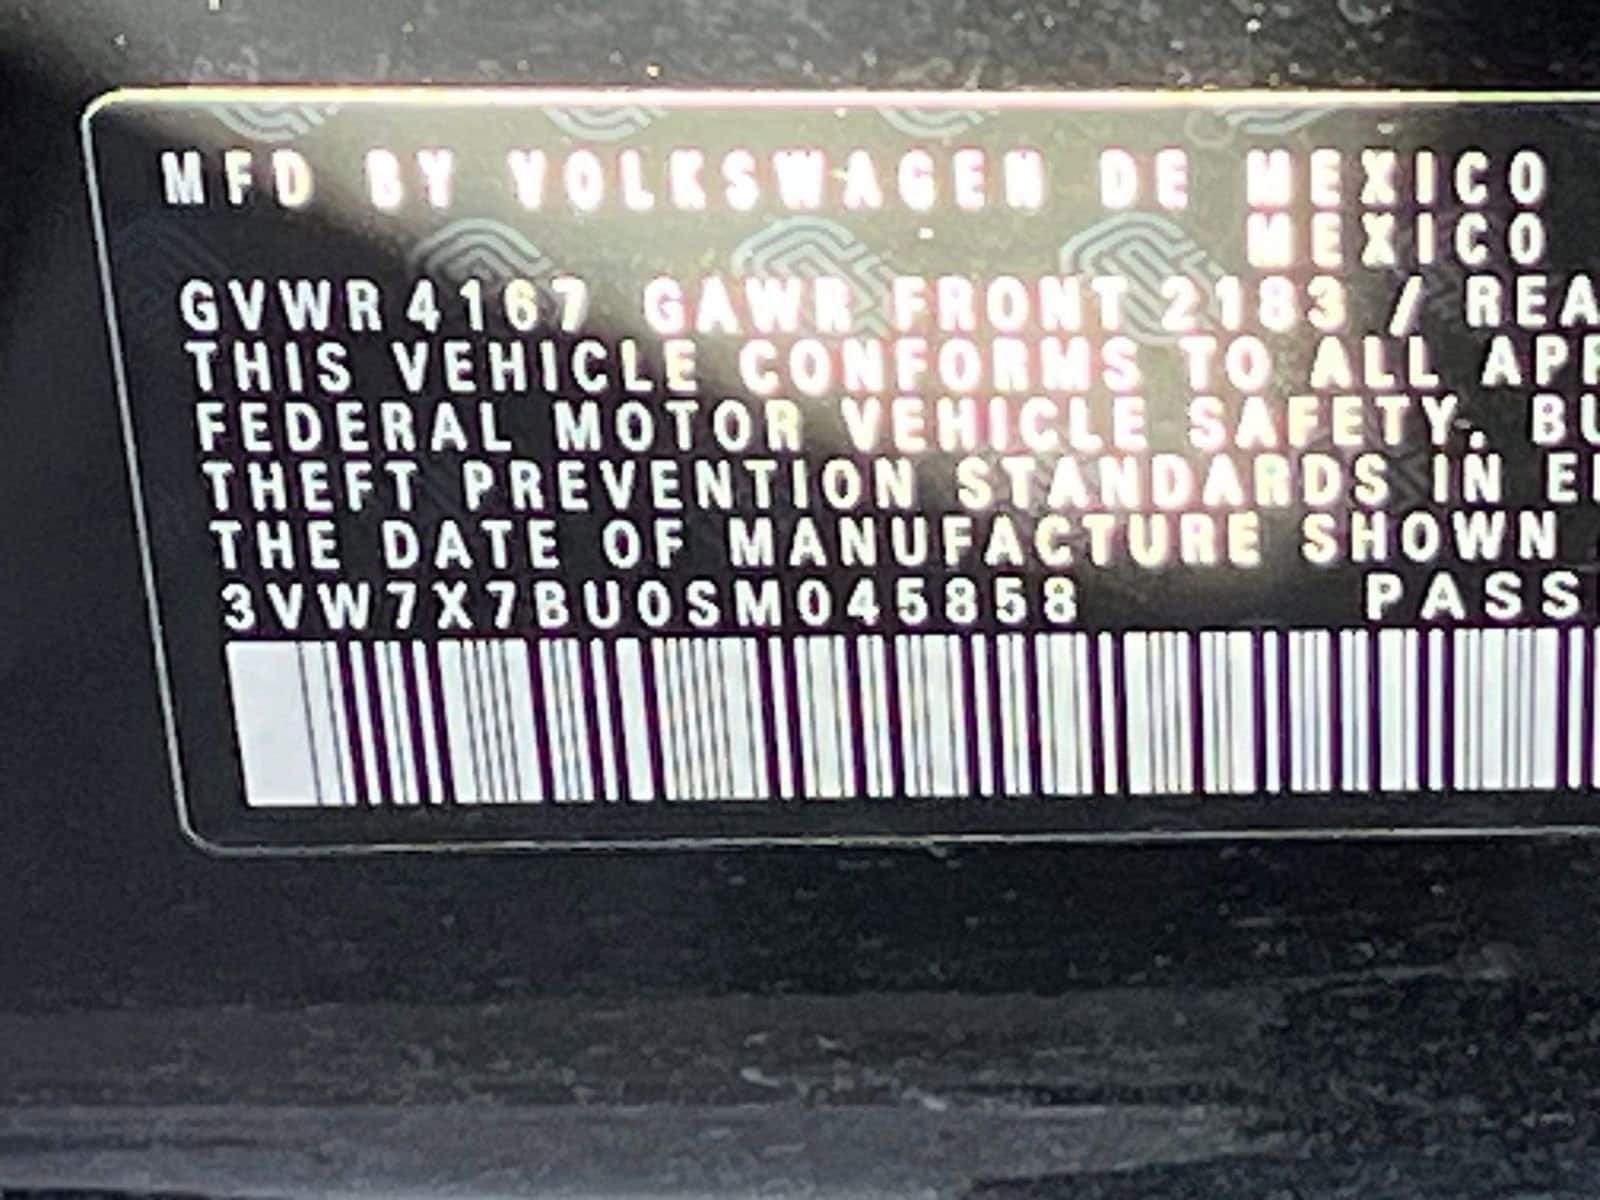 MFD BY VOLKSWAGEN DE MEXICO
MEXICO
GVWR 4167 GAWR FRONT 2183 / REA
THIS VEHICLE CONFORMS TO ALL APP
FEDERAL MOTOR VEHICLE SAFETY. BU
THEFT PREVENTION STANDARDS IN E
THE DATE OF MANUFACTURE SHOWN
3VW7X7BU0SM045858 PASS